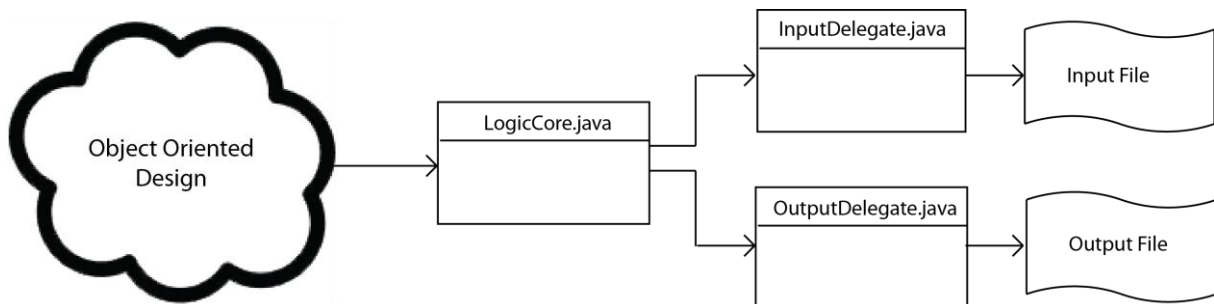 Object Oriented
Design
LogicCore.java
InputDelegate.java
Input File
OutputDelegate.java
Output File